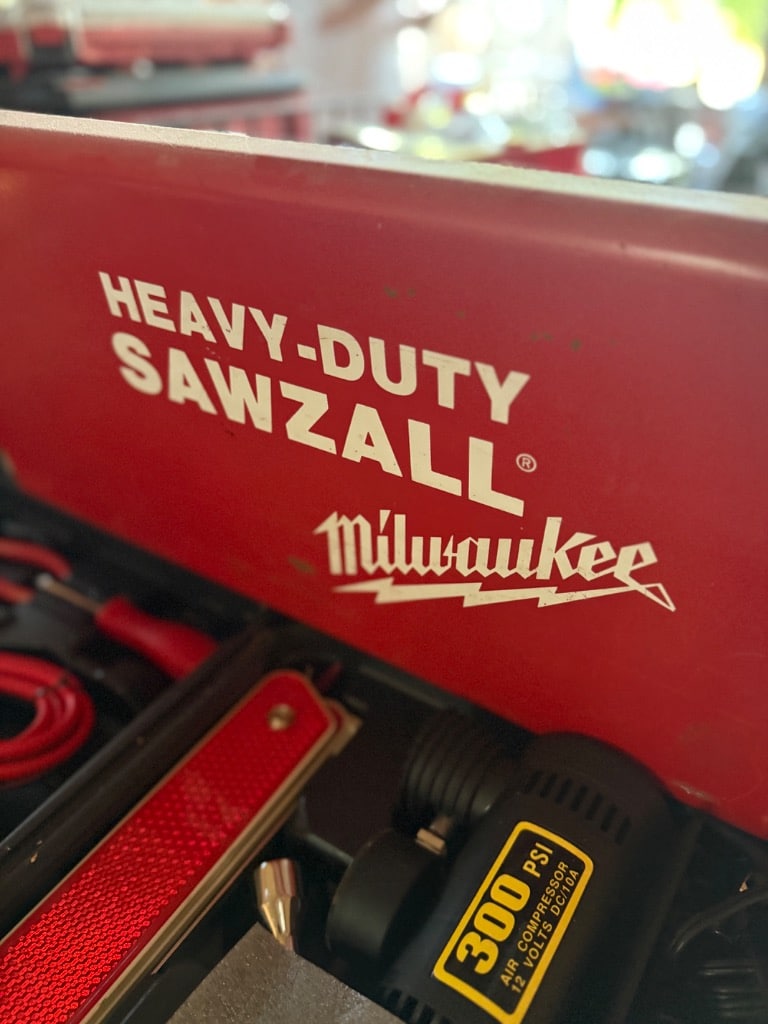 HEAVY-DUTY
SAWZALL®
Milwaukee
300 PSI
AIR COMPRESSOR
12 VOLTS DC/10A